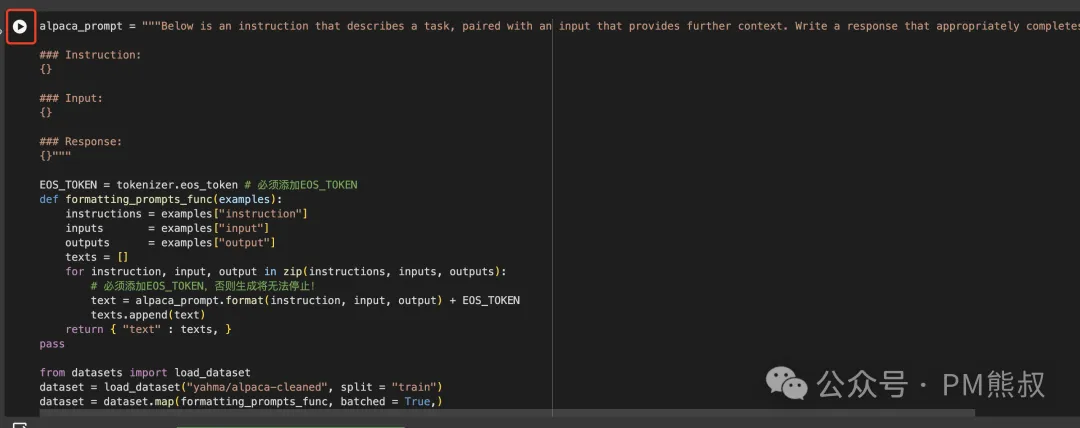 alpaca_prompt = """Below is an instruction that describes a task, paired with an input that provides further context. Write a response that appropriately completes
### Instruction:
{}
### Input:
{}
### Response:
{}"""
EOS_TOKEN = tokenizer.eos_token # 必须添加EOS_TOKEN
def formatting_prompts_func(examples):
    instructions = examples["instruction"]
    inputs       = examples["input"]
    outputs      = examples["output"]
    texts = []
    for instruction, input, output in zip(instructions, inputs, outputs):
        # 必须添加EOS_TOKEN，否则生成将无法停止！
        text = alpaca_prompt.format(instruction, input, output) + EOS_TOKEN
        texts.append(text)
    return { "text" : texts, }
pass
from datasets import load_dataset
dataset = load_dataset("yahma/alpaca-cleaned", split = "train")
dataset = dataset.map(formatting_prompts_func, batched = True,)
公众号 · PM熊叔